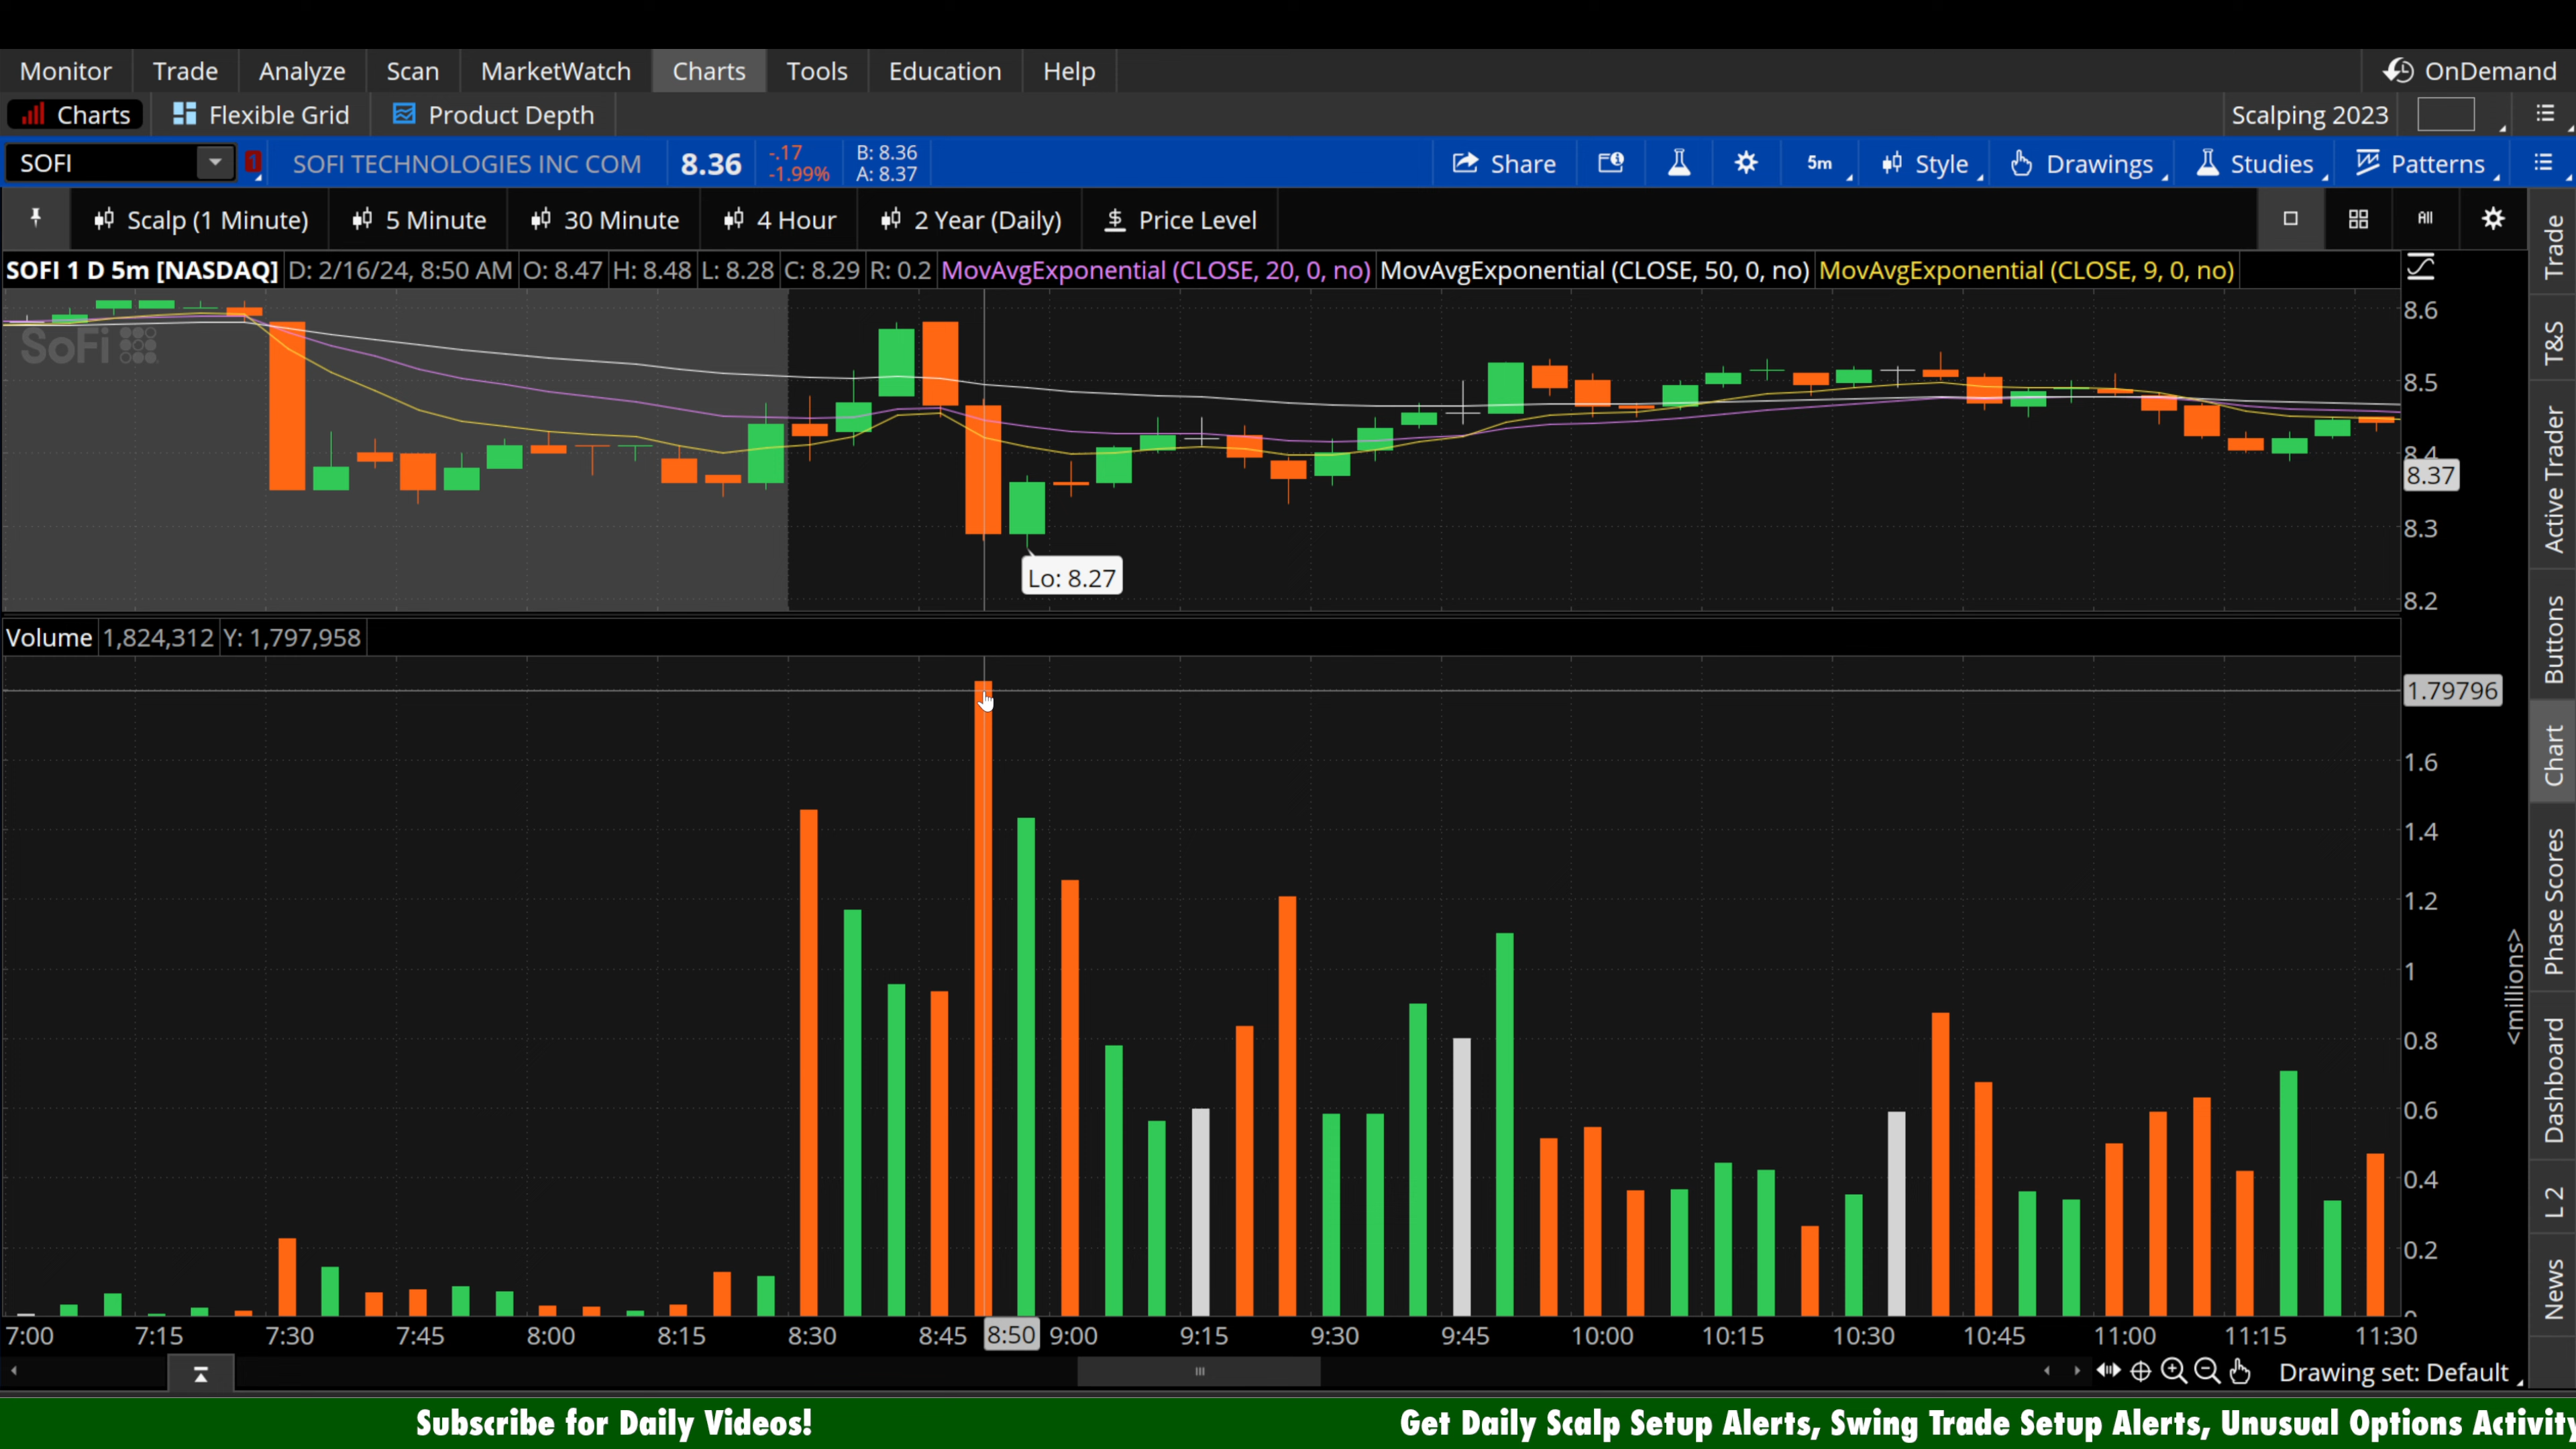 Monitor Trade Analyze Scan MarketWatch Charts Tools Education Help OnDemand
Charts Flexible Grid Product Depth Scalping 2023
SOFI 1 SOFI TECHNOLOGIES INC COM 8.36 -.17 -1.99% B: 8.36 A: 8.37 Share 5m Style Drawings Studies Patterns
Scalp (1 Minute) 5 Minute 30 Minute 4 Hour 2 Year (Daily) $ Price Level All
SOFI 1 D 5m [NASDAQ] D: 2/16/24, 8:50 AM O: 8.47 H: 8.48 L: 8.28 C: 8.29 R: 0.2 MovAvgExponential (CLOSE, 20, 0, no) MovAvgExponential (CLOSE, 50, 0, no) MovAvgExponential (CLOSE, 9, 0, no)
SoFi
8.6
8.5
8.4
8.37
8.3
8.2
Lo: 8.27
Volume 1,824,312 Y: 1,797,958
1.79796
1.6
1.4
1.2
1
0.8
0.6
0.4
0.2
0
<millions>
7:00 7:15 7:30 7:45 8:00 8:15 8:30 8:45 8:50 9:00 9:15 9:30 9:45 10:00 10:15 10:30 10:45 11:00 11:15 11:30
Drawing set: Default
Trade
T&S
Active Trader
Buttons
Chart
Phase Scores
Dashboard
L 2
News
Subscribe for Daily Videos! Get Daily Scalp Setup Alerts, Swing Trade Setup Alerts, Unusual Options Activity